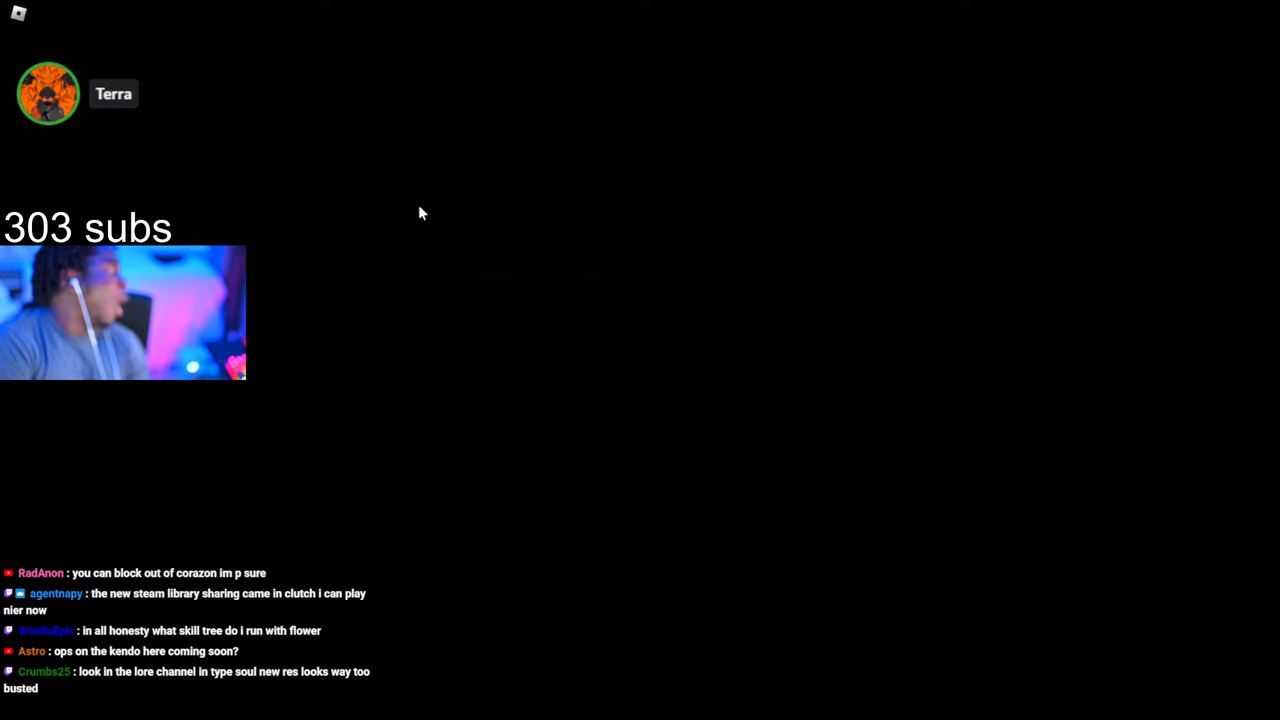 Terra
303 subs
RadAnon : you can block out of corazon im p sure
agentnapy : the new steam library sharing came in clutch i can play
nier now
WindisEpic : in all honesty what skill tree do i run with flower
Astro : ops on the kendo here coming soon?
Crumbs25 : look in the lore channel in type soul new res looks way too
busted